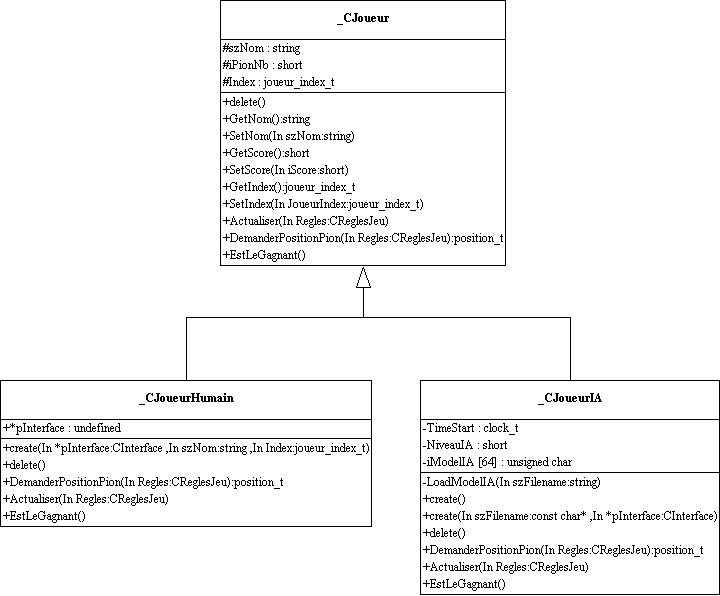 _CJoueur
#szNom : string
#iPionNb : short
#Index : joueur_index_t
+delete()
+GetNom():string
+SetNom(In szNom:string)
+GetScore():short
+SetScore(In iScore:short)
+GetIndex():joueur_index_t
+SetIndex(In JoueurIndex:joueur_index_t)
+Actualiser(In Regles:CReglesJeu)
+DemanderPositionPion(In Regles:CReglesJeu):position_t
+EstLeGagnant()
_CJoueurHumain
+*pInterface : undefined
+create(In *pInterface:CInterface ,In szNom:string ,In Index:joueur_index_t)
+delete()
+DemanderPositionPion(In Regles:CReglesJeu):position_t
+Actualiser(In Regles:CReglesJeu)
+EstLeGagnant()
_CJoueurIA
-TimeStart : clock_t
-NiveauIA : short
-iModelIA [64] : unsigned char
-LoadModelIA(In szFilename:string)
+create()
+create(In szFilename:const char* ,In *pInterface:CInterface)
+delete()
+DemanderPositionPion(In Regles:CReglesJeu):position_t
+Actualiser(In Regles:CReglesJeu)
+EstLeGagnant()